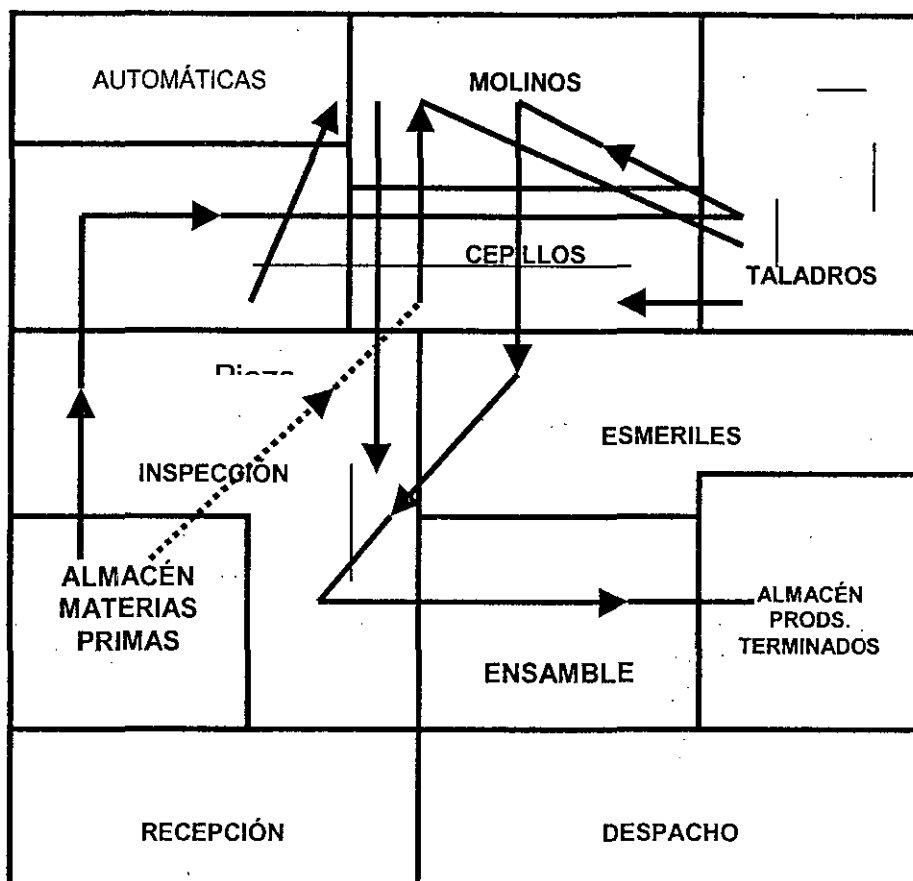 AUTOMÁTICAS
MOLINOS
CEPILLOS
TALADROS
INSPECCIÓN
ESMERILES
ALMACÉN
MATERIAS
PRIMAS
ALMACÉN
PRODS.
TERMINADOS
ENSAMBLE
RECEPCIÓN
DESPACHO